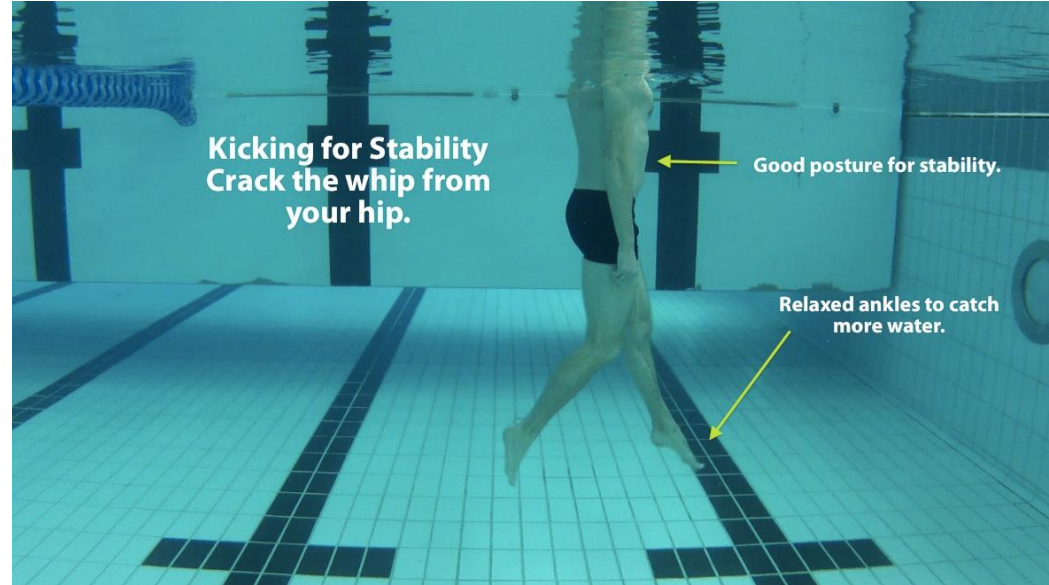 Kicking for Stability
Crack the whip from
your hip.
Good posture for stability.
Relaxed ankles to catch
more water.